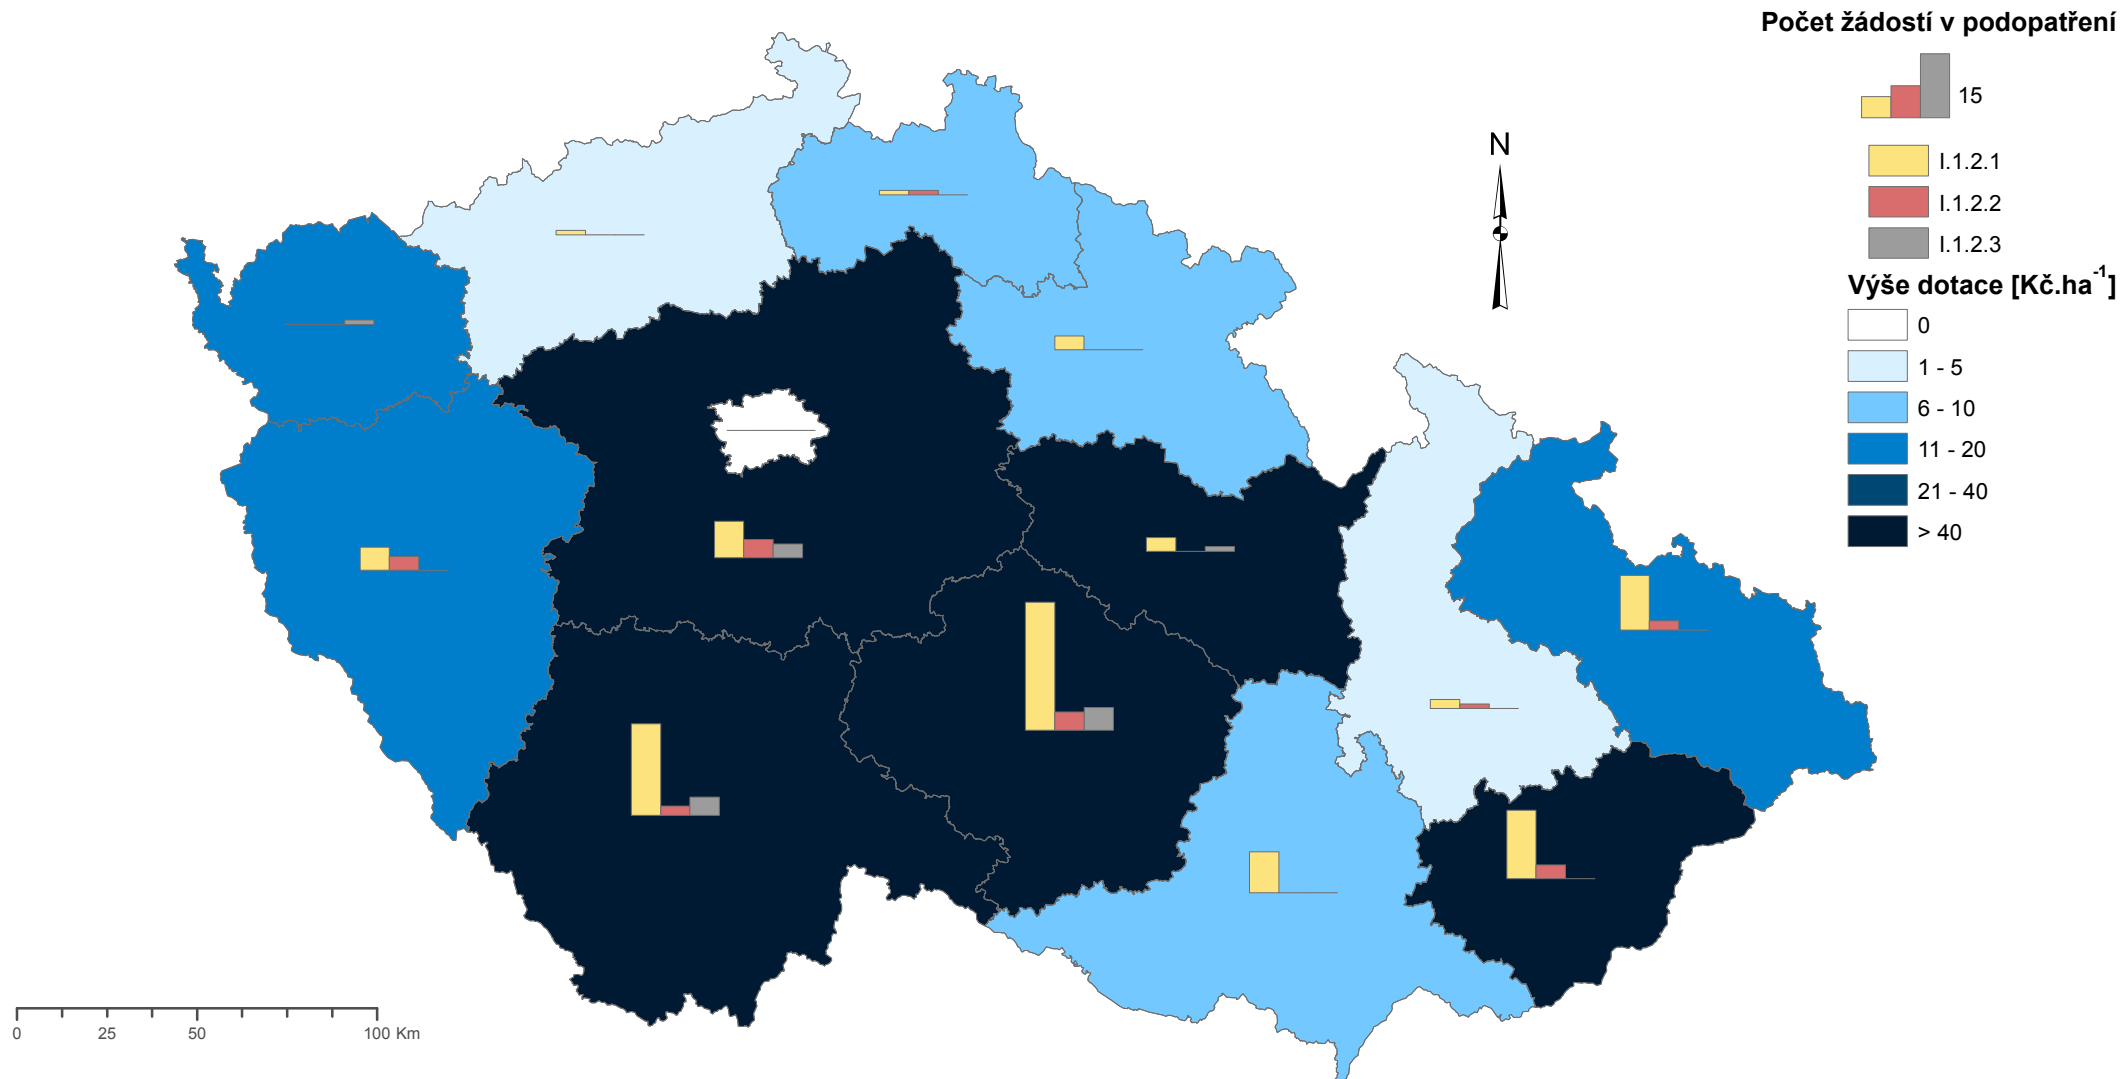 Počet žádostí v podopatření
15
I.1.2.1
I.1.2.2
I.1.2.3
Výše dotace [Kč.ha⁻¹]
0
1 - 5
6 - 10
11 - 20
21 - 40
> 40
N
0 25 50 100 Km